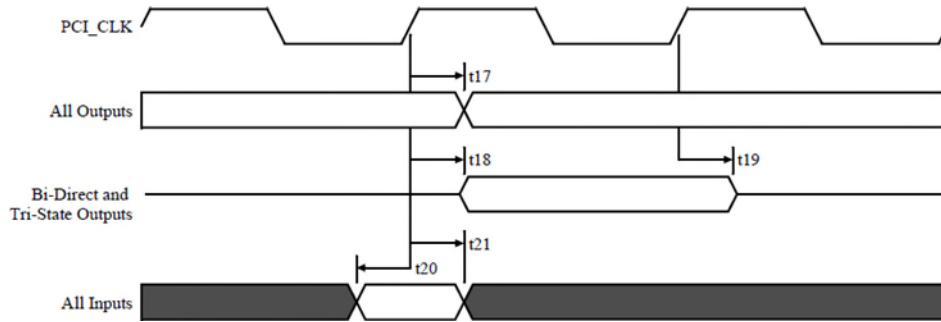 PCI_CLK
t17
All Outputs
t18
t19
Bi-Direct and
Tri-State Outputs
t21
t20
All Inputs